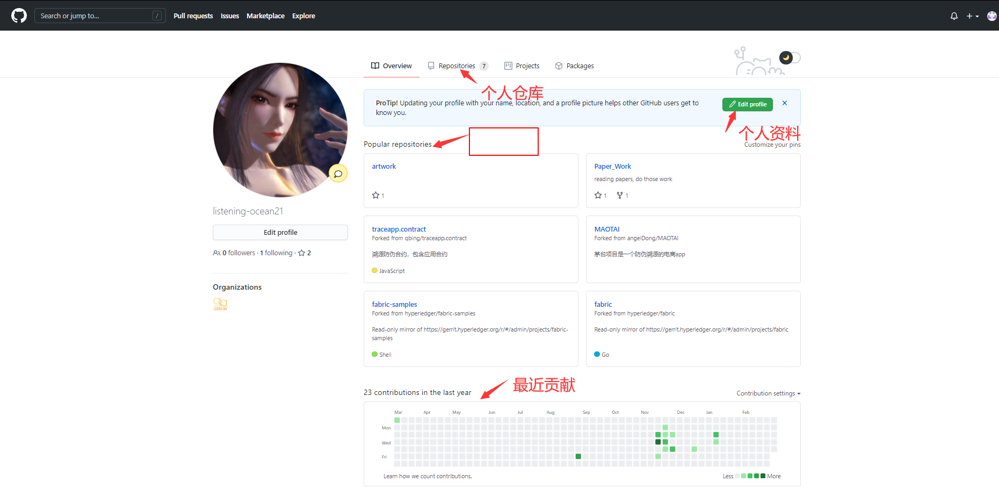 Search or jump to... /
Pull requests Issues Marketplace Explore
Overview Repositories 7 Projects Packages
个人仓库
ProTip! Updating your profile with your name, location, and a profile picture helps other GitHub users get to
know you.
Edit profile
个人资料
Popular repositories
Customize your pins
artwork
1
Paper_Work
reading papers, do those work
1 1
listening-ocean21
Edit profile
0 followers · 1 following · 2
Organizations
traceapp.contract
Forked from qbing/traceapp.contract
溯源防伪合约，包含应用合约
JavaScript
MAOTAI
Forked from angelDong/MAOTAI
茅台项目是一个防伪溯源的电商app
fabric-samples
Forked from hyperledger/fabric-samples
Read-only mirror of https://gerrit.hyperledger.org/r/#/admin/projects/fabric-
samples
Shell
fabric
Forked from hyperledger/fabric
Read-only mirror of https://gerrit.hyperledger.org/r/#/admin/projects/fabric
Go
最近贡献
23 contributions in the last year
Contribution settings
Mar Apr May Jun Jul Aug Sep Oct Nov Dec Jan Feb
Mon
Wed
Fri
Learn how we count contributions.
Less More